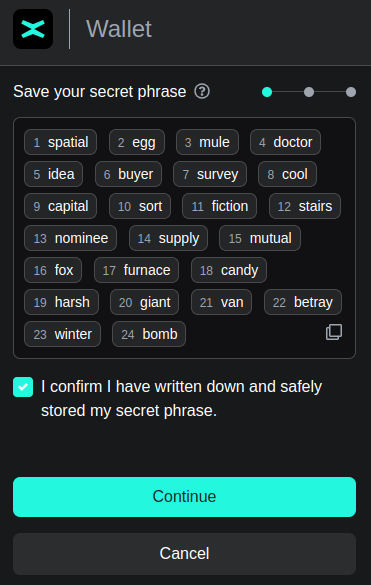 Wallet
Save your secret phrase ?
1 spatial 2 egg 3 mule 4 doctor
5 idea 6 buyer 7 survey 8 cool
9 capital 10 sort 11 fiction 12 stairs
13 nominee 14 supply 15 mutual
16 fox 17 furnace 18 candy
19 harsh 20 giant 21 van 22 betray
23 winter 24 bomb
I confirm I have written down and safely
stored my secret phrase.
Continue
Cancel